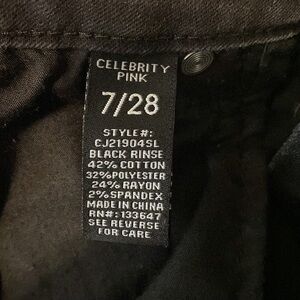 CELEBRITY
PINK
7/28
STYLE#:
CJ21904SL
BLACK RINSE
42% COTTON
32%POLYESTER
24% RAYON
2% SPANDEX
MADE IN CHINA
RN#: 133647
SEE REVERSE
FOR CARE